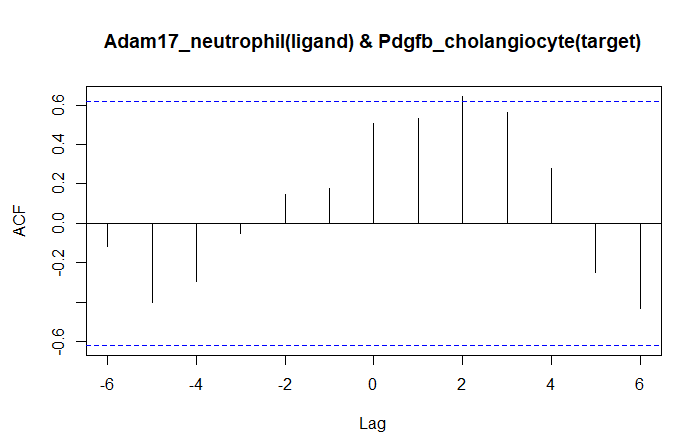 Adam17_neutrophil(ligand) & Pdgfb_cholangiocyte(target)
ACF
0.6
0.4
0.2
0.0
-0.2
-0.6
-6 -4 -2 0 2 4 6
Lag